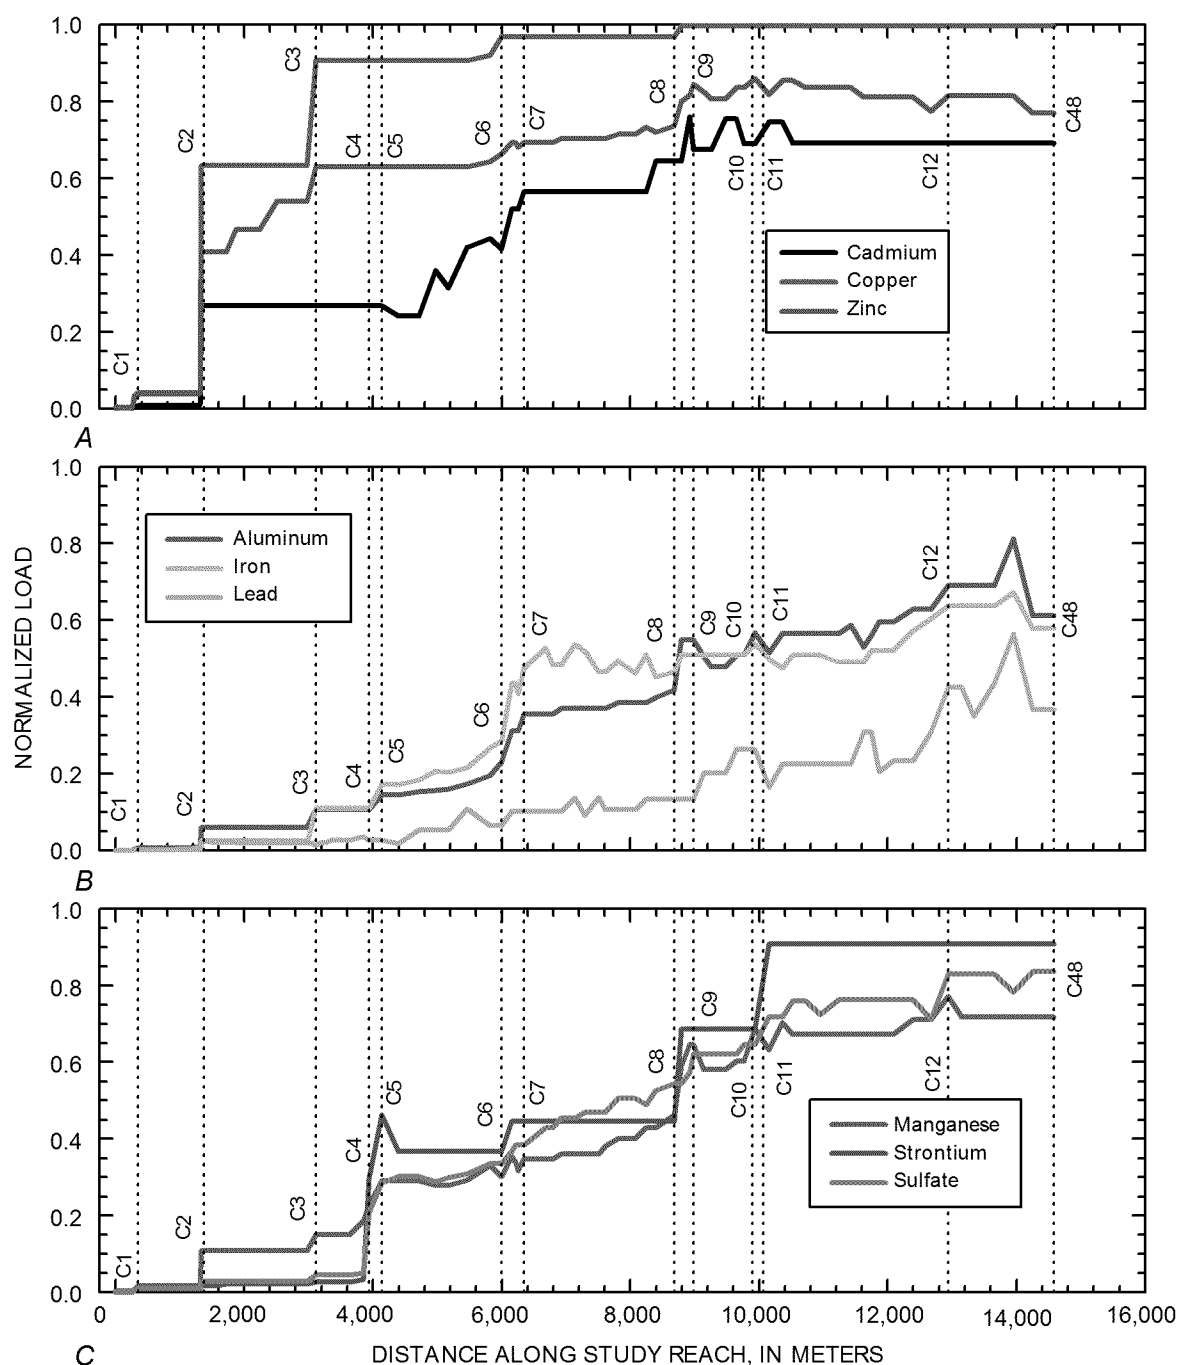 1.0
0.8
0.6
0.4
0.2
0.0
C1
C2
C3
C4
C5
C6
C7
C8
C9
C10
C11
C12
C48
Cadmium
Copper
Zinc
A
NORMALIZED LOAD
1.0
0.8
0.6
0.4
0.2
0.0
C1
C2
C3
C4
C5
C6
C7
C8
C9
C10
C11
C12
C48
Aluminum
Iron
Lead
B
1.0
0.8
0.6
0.4
0.2
0.0
C1
C2
C3
C4
C5
C6
C7
C8
C9
C10
C11
C12
C48
Manganese
Strontium
Sulfate
0 2,000 4,000 6,000 8,000 10,000 12,000 14,000 16,000
C
DISTANCE ALONG STUDY REACH, IN METERS